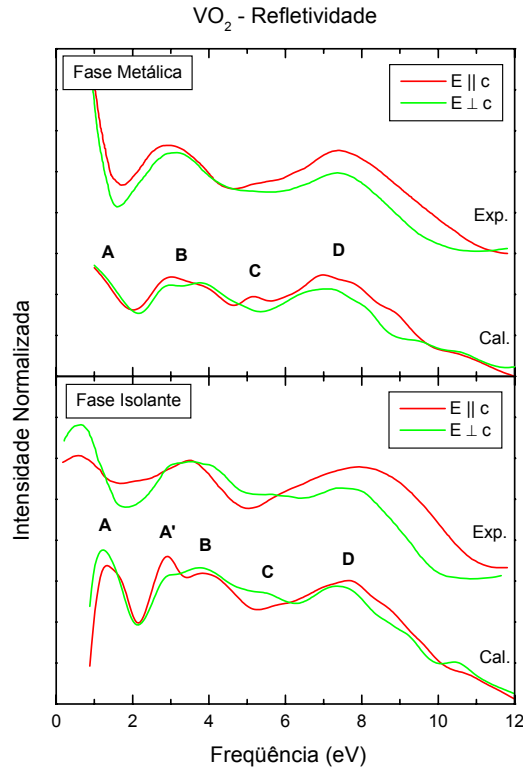 VO₂ - Refletividade
Fase Metálica
E || c
E ⊥ c
Exp.
A
B
C
D
Cal.
Fase Isolante
E || c
E ⊥ c
Exp.
A
A'
B
C
D
Cal.
Intensidade Normalizada
0 2 4 6 8 10 12
Freqüência (eV)